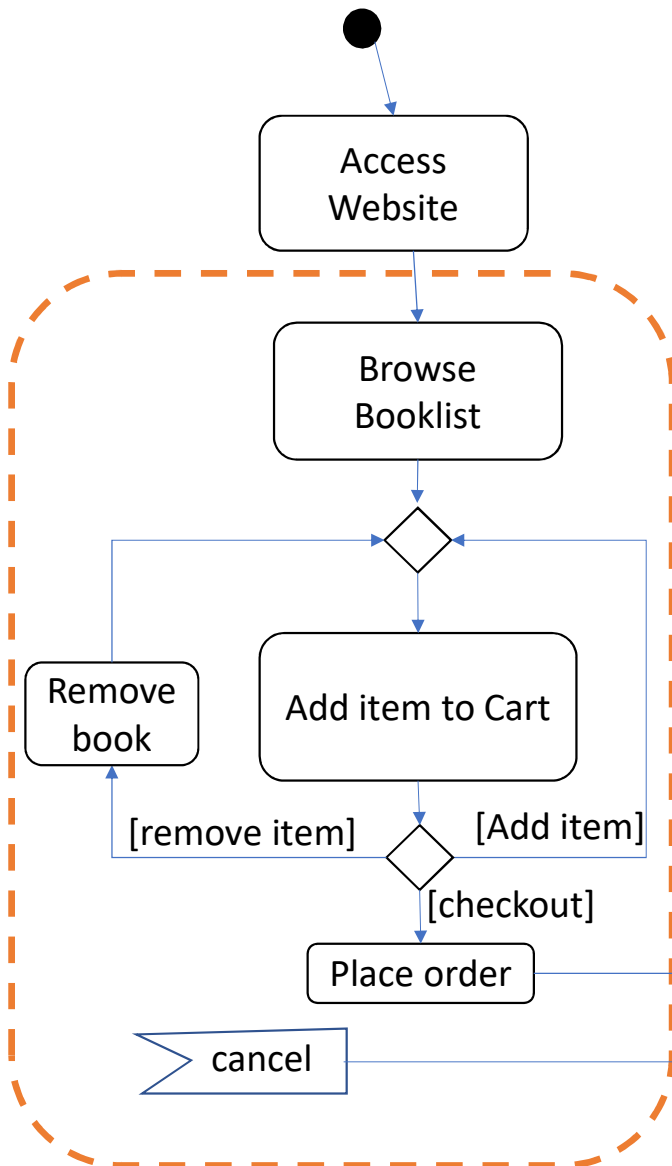 Access
Website
Browse
Booklist
Remove
book
Add item to Cart
[remove item]
[Add item]
[checkout]
Place order
cancel